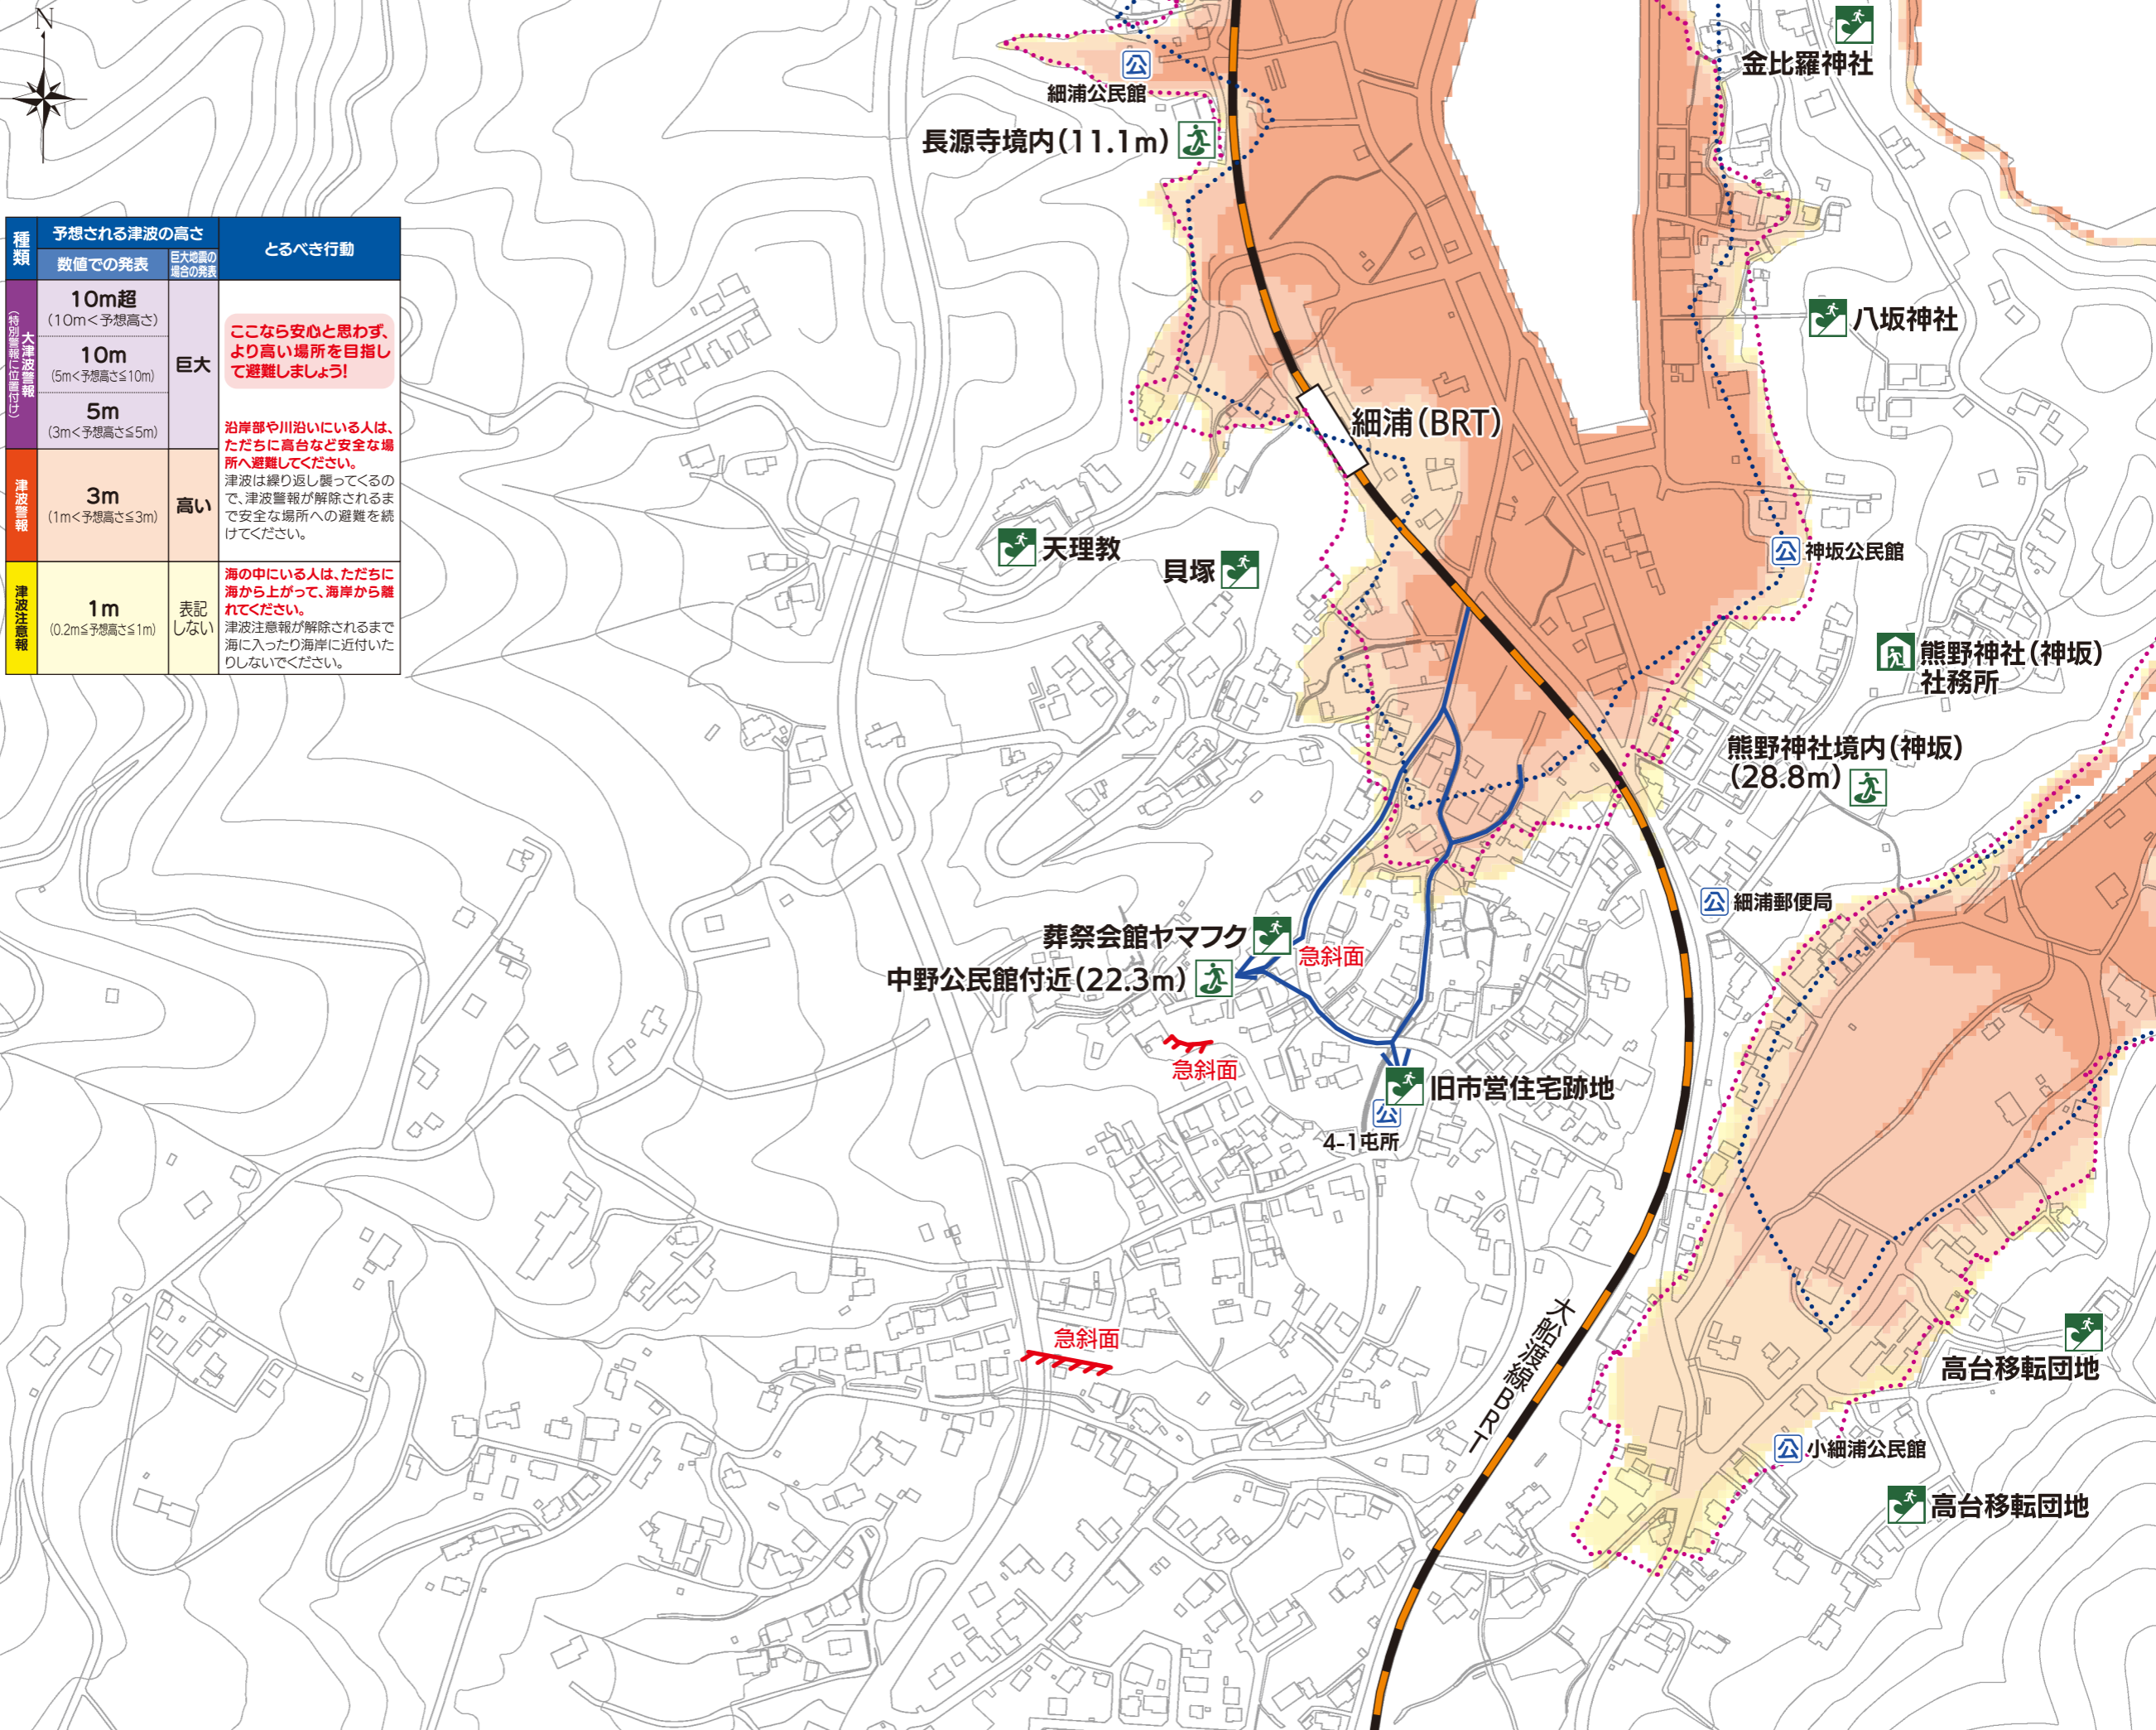 N
金比羅神社
細浦公民館
公
長源寺境内(11.1m)
種類
予想される津波の高さ
とるべき行動
数値での発表
巨大地震の
場合の発表
大津波警報
(特別警報に位置付け)
10m超
(10m<予想高さ)
10m
(5m<予想高さ≦10m)
5m
(3m<予想高さ≦5m)
巨大
ここなら安心と思わず、
より高い場所を目指し
て避難しましょう!
沿岸部や川沿いにいる人は、
ただちに高台など安全な場
所へ避難してください。
津波は繰り返し襲ってくるの
で、津波警報が解除されるま
で安全な場所への避難を続
けてください。
津波警報
3m
(1m<予想高さ≦3m)
高い
津波注意報
1m
(0.2m≦予想高さ≦1m)
表記
しない
海の中にいる人は、ただちに
海から上がって、海岸から離
れてください。
津波注意報が解除されるまで
海に入ったり海岸に近付いた
りしないでください。
八坂神社
細浦(BRT)
天理教
貝塚
公
神坂公民館
熊野神社(神坂)
社務所
熊野神社境内(神坂)
(28.8m)
公
細浦郵便局
葬祭会館ヤマフク
急斜面
中野公民館付近(22.3m)
急斜面
旧市営住宅跡地
公
4-1屯所
急斜面
大船渡線BRT
高台移転団地
公
小細浦公民館
高台移転団地